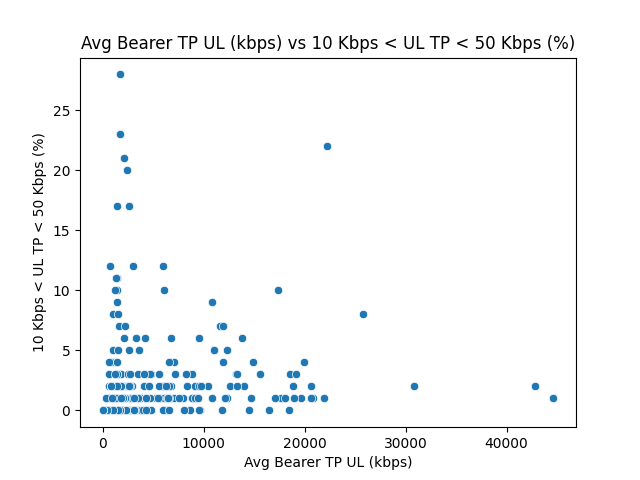 Avg Bearer TP UL (kbps) vs 10 Kbps < UL TP < 50 Kbps (%)
25
20
15
10
5
0
10 Kbps < UL TP < 50 Kbps (%)
0 10000 20000 30000 40000
Avg Bearer TP UL (kbps)